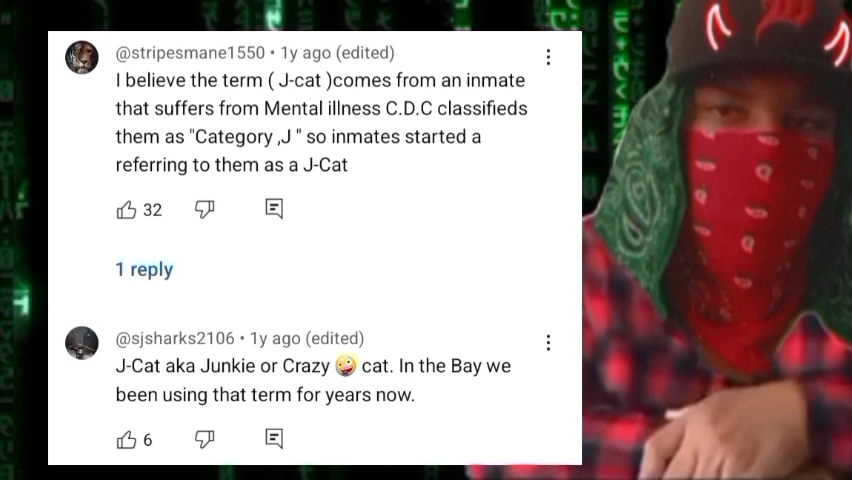 @stripesmane1550 • 1y ago (edited)
I believe the term ( J-cat )comes from an inmate
that suffers from Mental illness C.D.C classifieds
them as "Category ,J " so inmates started a
referring to them as a J-Cat
32
1 reply
@sjsharks2106 • 1y ago (edited)
J-Cat aka Junkie or Crazy 🤪 cat. In the Bay we
been using that term for years now.
6